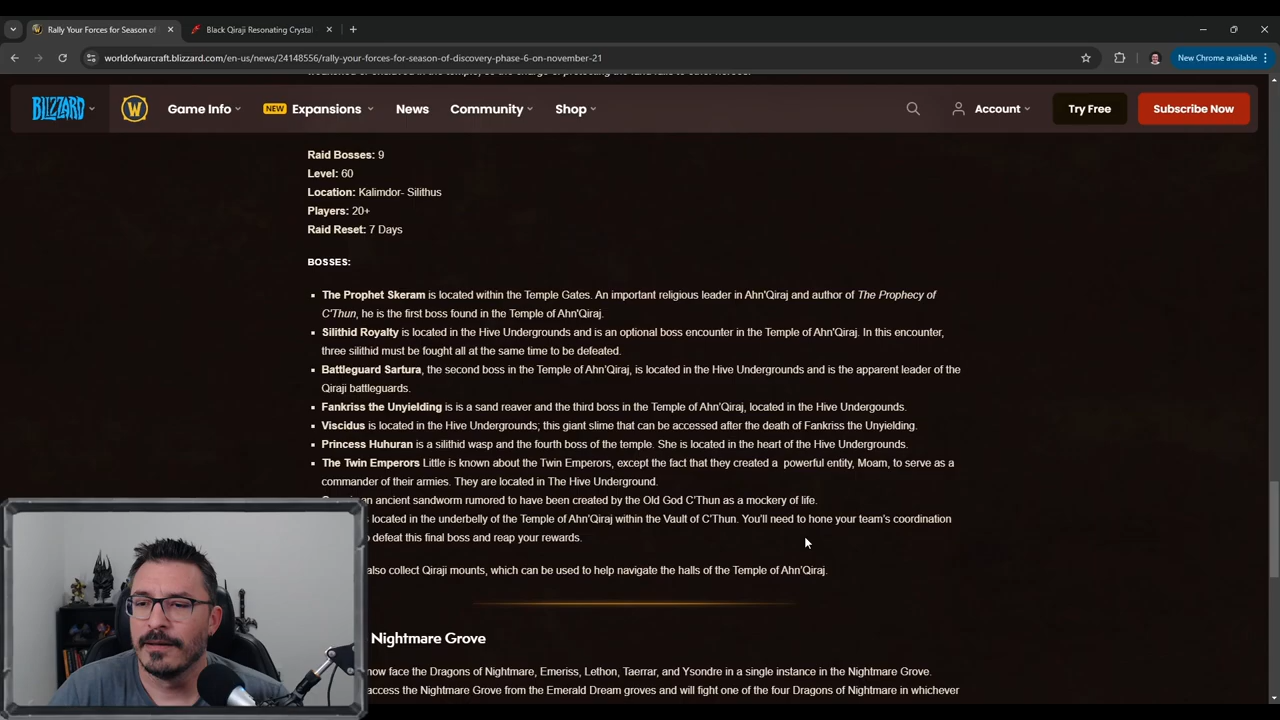 Rally Your Forces for Season of
Black Qiraji Resonating Crystal
worldofwarcraft.blizzard.com/en-us/news/24148556/rally-your-forces-for-season-of-discovery-phase-6-on-november-21
New Chrome available
BLIZZARD
W
Game Info
NEW Expansions
News
Community
Shop
Account
Try Free
Subscribe Now
Raid Bosses: 9
Level: 60
Location: Kalimdor- Silithus
Players: 20+
Raid Reset: 7 Days
BOSSES:
The Prophet Skeram is located within the Temple Gates. An important religious leader in Ahn'Qiraj and author of The Prophecy of
C'Thun, he is the first boss found in the Temple of Ahn'Qiraj.
Silithid Royalty is located in the Hive Undergrounds and is an optional boss encounter in the Temple of Ahn'Qiraj. In this encounter,
three silithid must be fought all at the same time to be defeated.
Battleguard Sartura, the second boss in the Temple of Ahn'Qiraj, is located in the Hive Undergrounds and is the apparent leader of the
Qiraji battleguards.
Fankriss the Unyielding is is a sand reaver and the third boss in the Temple of Ahn'Qiraj, located in the Hive Undergrounds.
Viscidus is located in the Hive Undergrounds; this giant slime that can be accessed after the death of Fankriss the Unyielding.
Princess Huhuran is a silithid wasp and the fourth boss of the temple. She is located in the heart of the Hive Undergrounds.
The Twin Emperors Little is known about the Twin Emperors, except the fact that they created a powerful entity, Moam, to serve as a
commander of their armies. They are located in The Hive Underground.
an ancient sandworm rumored to have been created by the Old God C'Thun as a mockery of life.
located in the underbelly of the Temple of Ahn'Qiraj within the Vault of C'Thun. You'll need to hone your team's coordination
defeat this final boss and reap your rewards.
also collect Qiraji mounts, which can be used to help navigate the halls of the Temple of Ahn'Qiraj.
Nightmare Grove
now face the Dragons of Nightmare, Emeriss, Lethon, Taerrar, and Ysondre in a single instance in the Nightmare Grove.
access the Nightmare Grove from the Emerald Dream groves and will fight one of the four Dragons of Nightmare in whichever